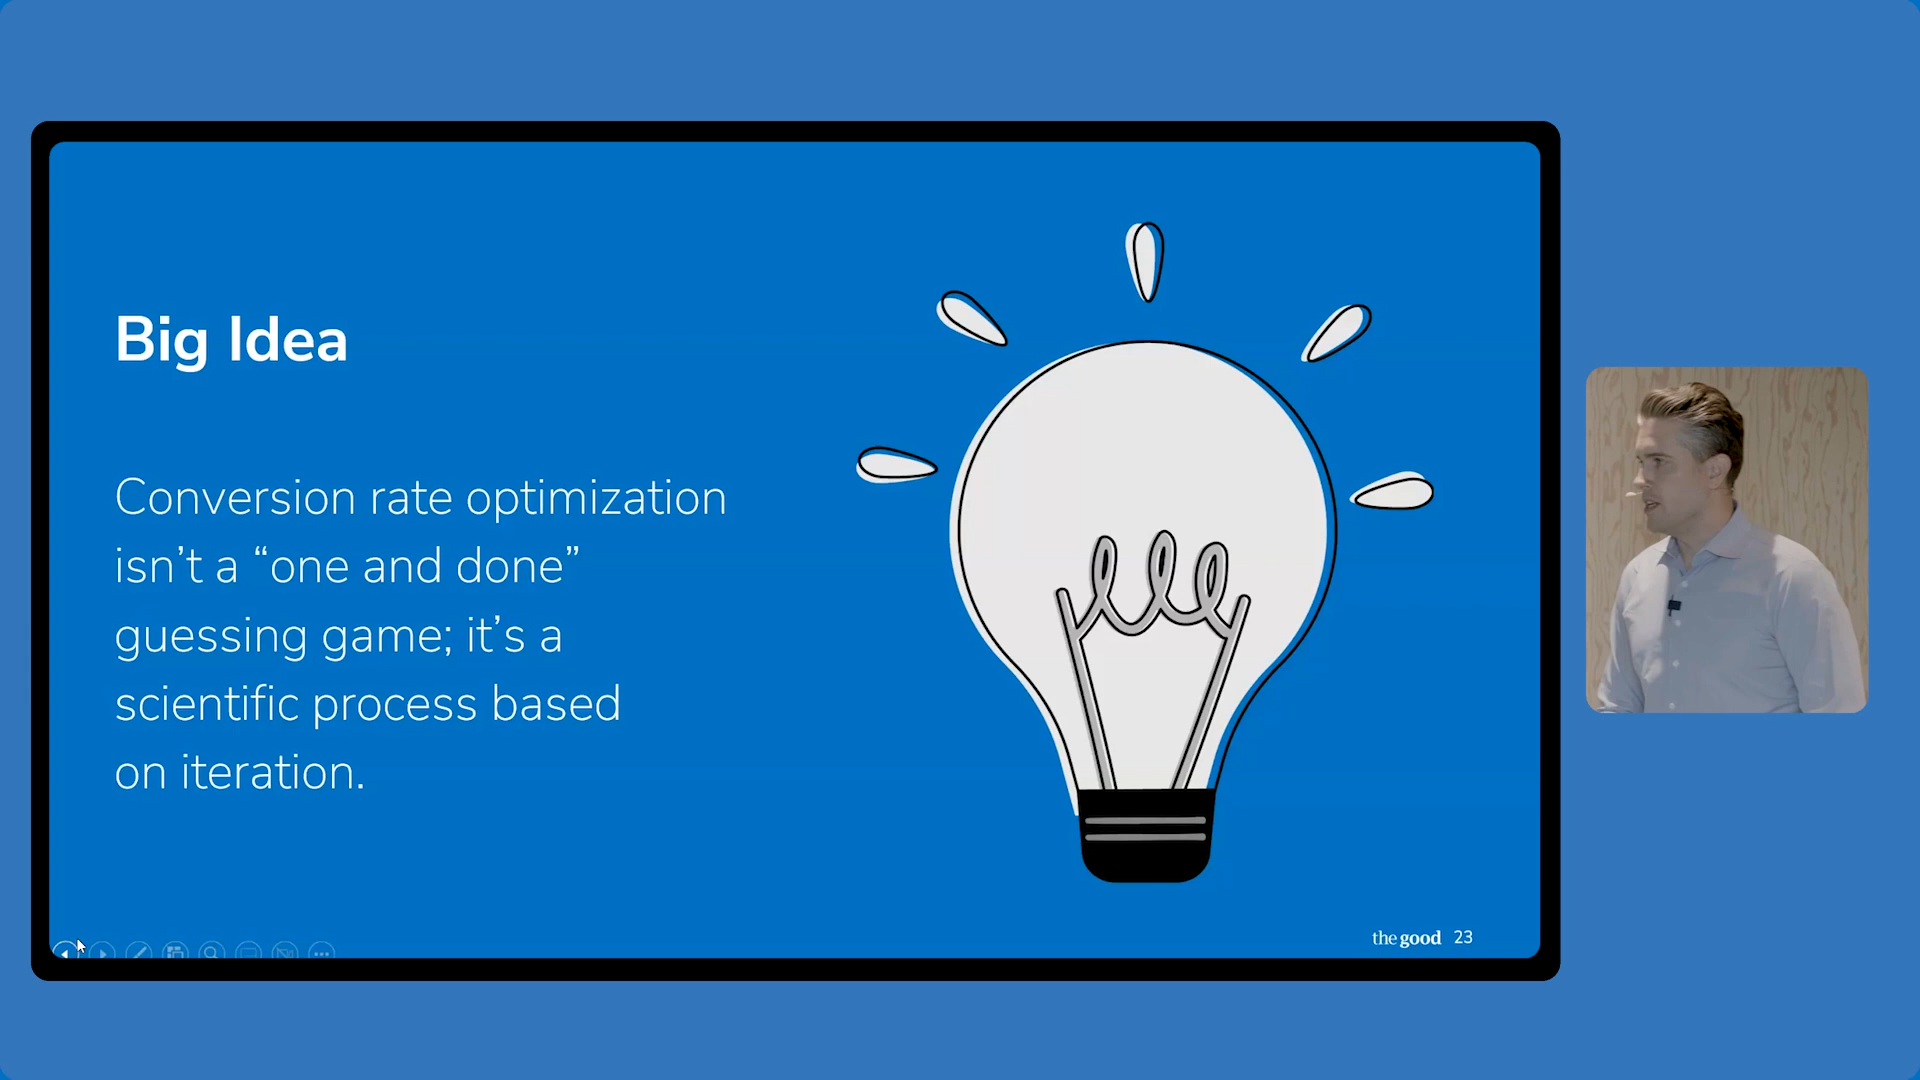 Big Idea
Conversion rate optimization
isn’t a “one and done”
guessing game; it’s a
scientific process based
on iteration.
the good 23